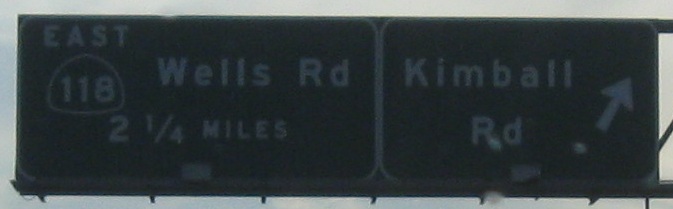 EAST
118 Wells Rd
2 1/4 MILES
Kimball
Rd